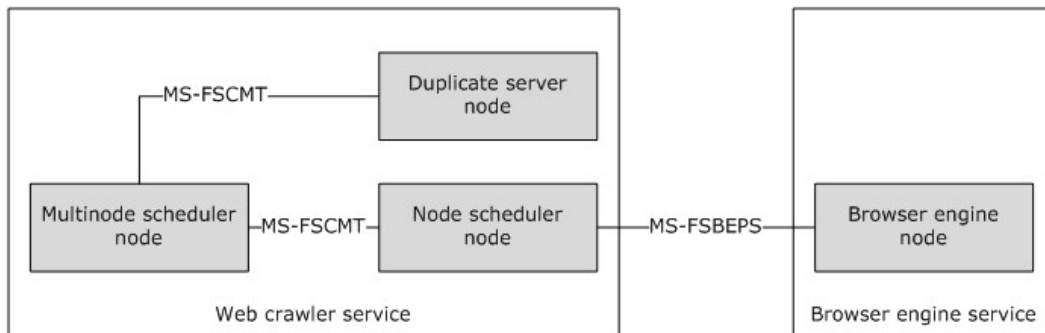 Duplicate server
node
MS-FSCMT
Multinode scheduler
node
MS-FSCMT
Node scheduler
node
MS-FSBEPS
Browser engine
node
Web crawler service
Browser engine service